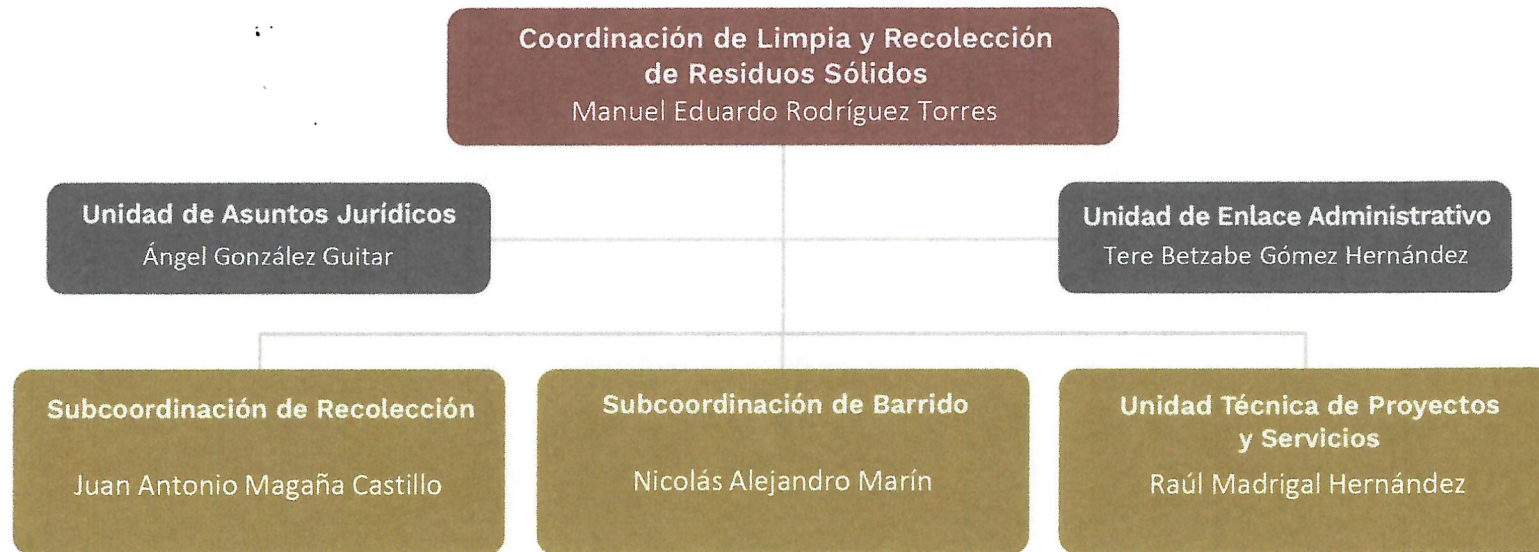 Coordinación de Limpia y Recolección
de Residuos Sólidos
Manuel Eduardo Rodríguez Torres
Unidad de Asuntos Jurídicos
Ángel González Guitar
Unidad de Enlace Administrativo
Tere Betzabe Gómez Hernández
Subcoordinación de Recolección
Juan Antonio Magaña Castillo
Subcoordinación de Barrido
Nicolás Alejandro Marín
Unidad Técnica de Proyectos
y Servicios
Raúl Madrigal Hernández